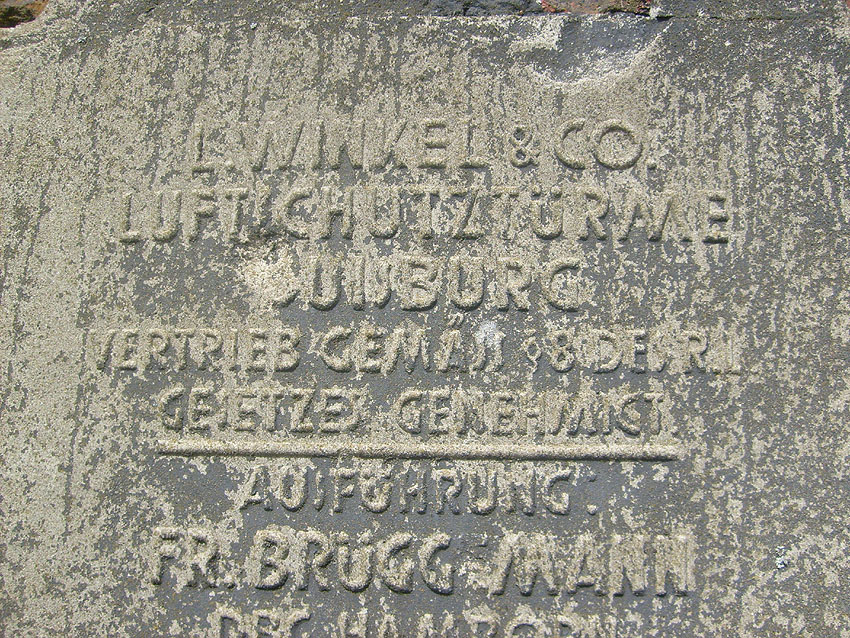 L. WINKEL & CO.
LUFTSCHUTZTÜRME
DUISBURG
VERTRIEB GEMÄSS § 8 DES R.L.
GESETZES GENEHMIGT.
AUSFÜHRUNG:
FR. BRÜGGEMANN